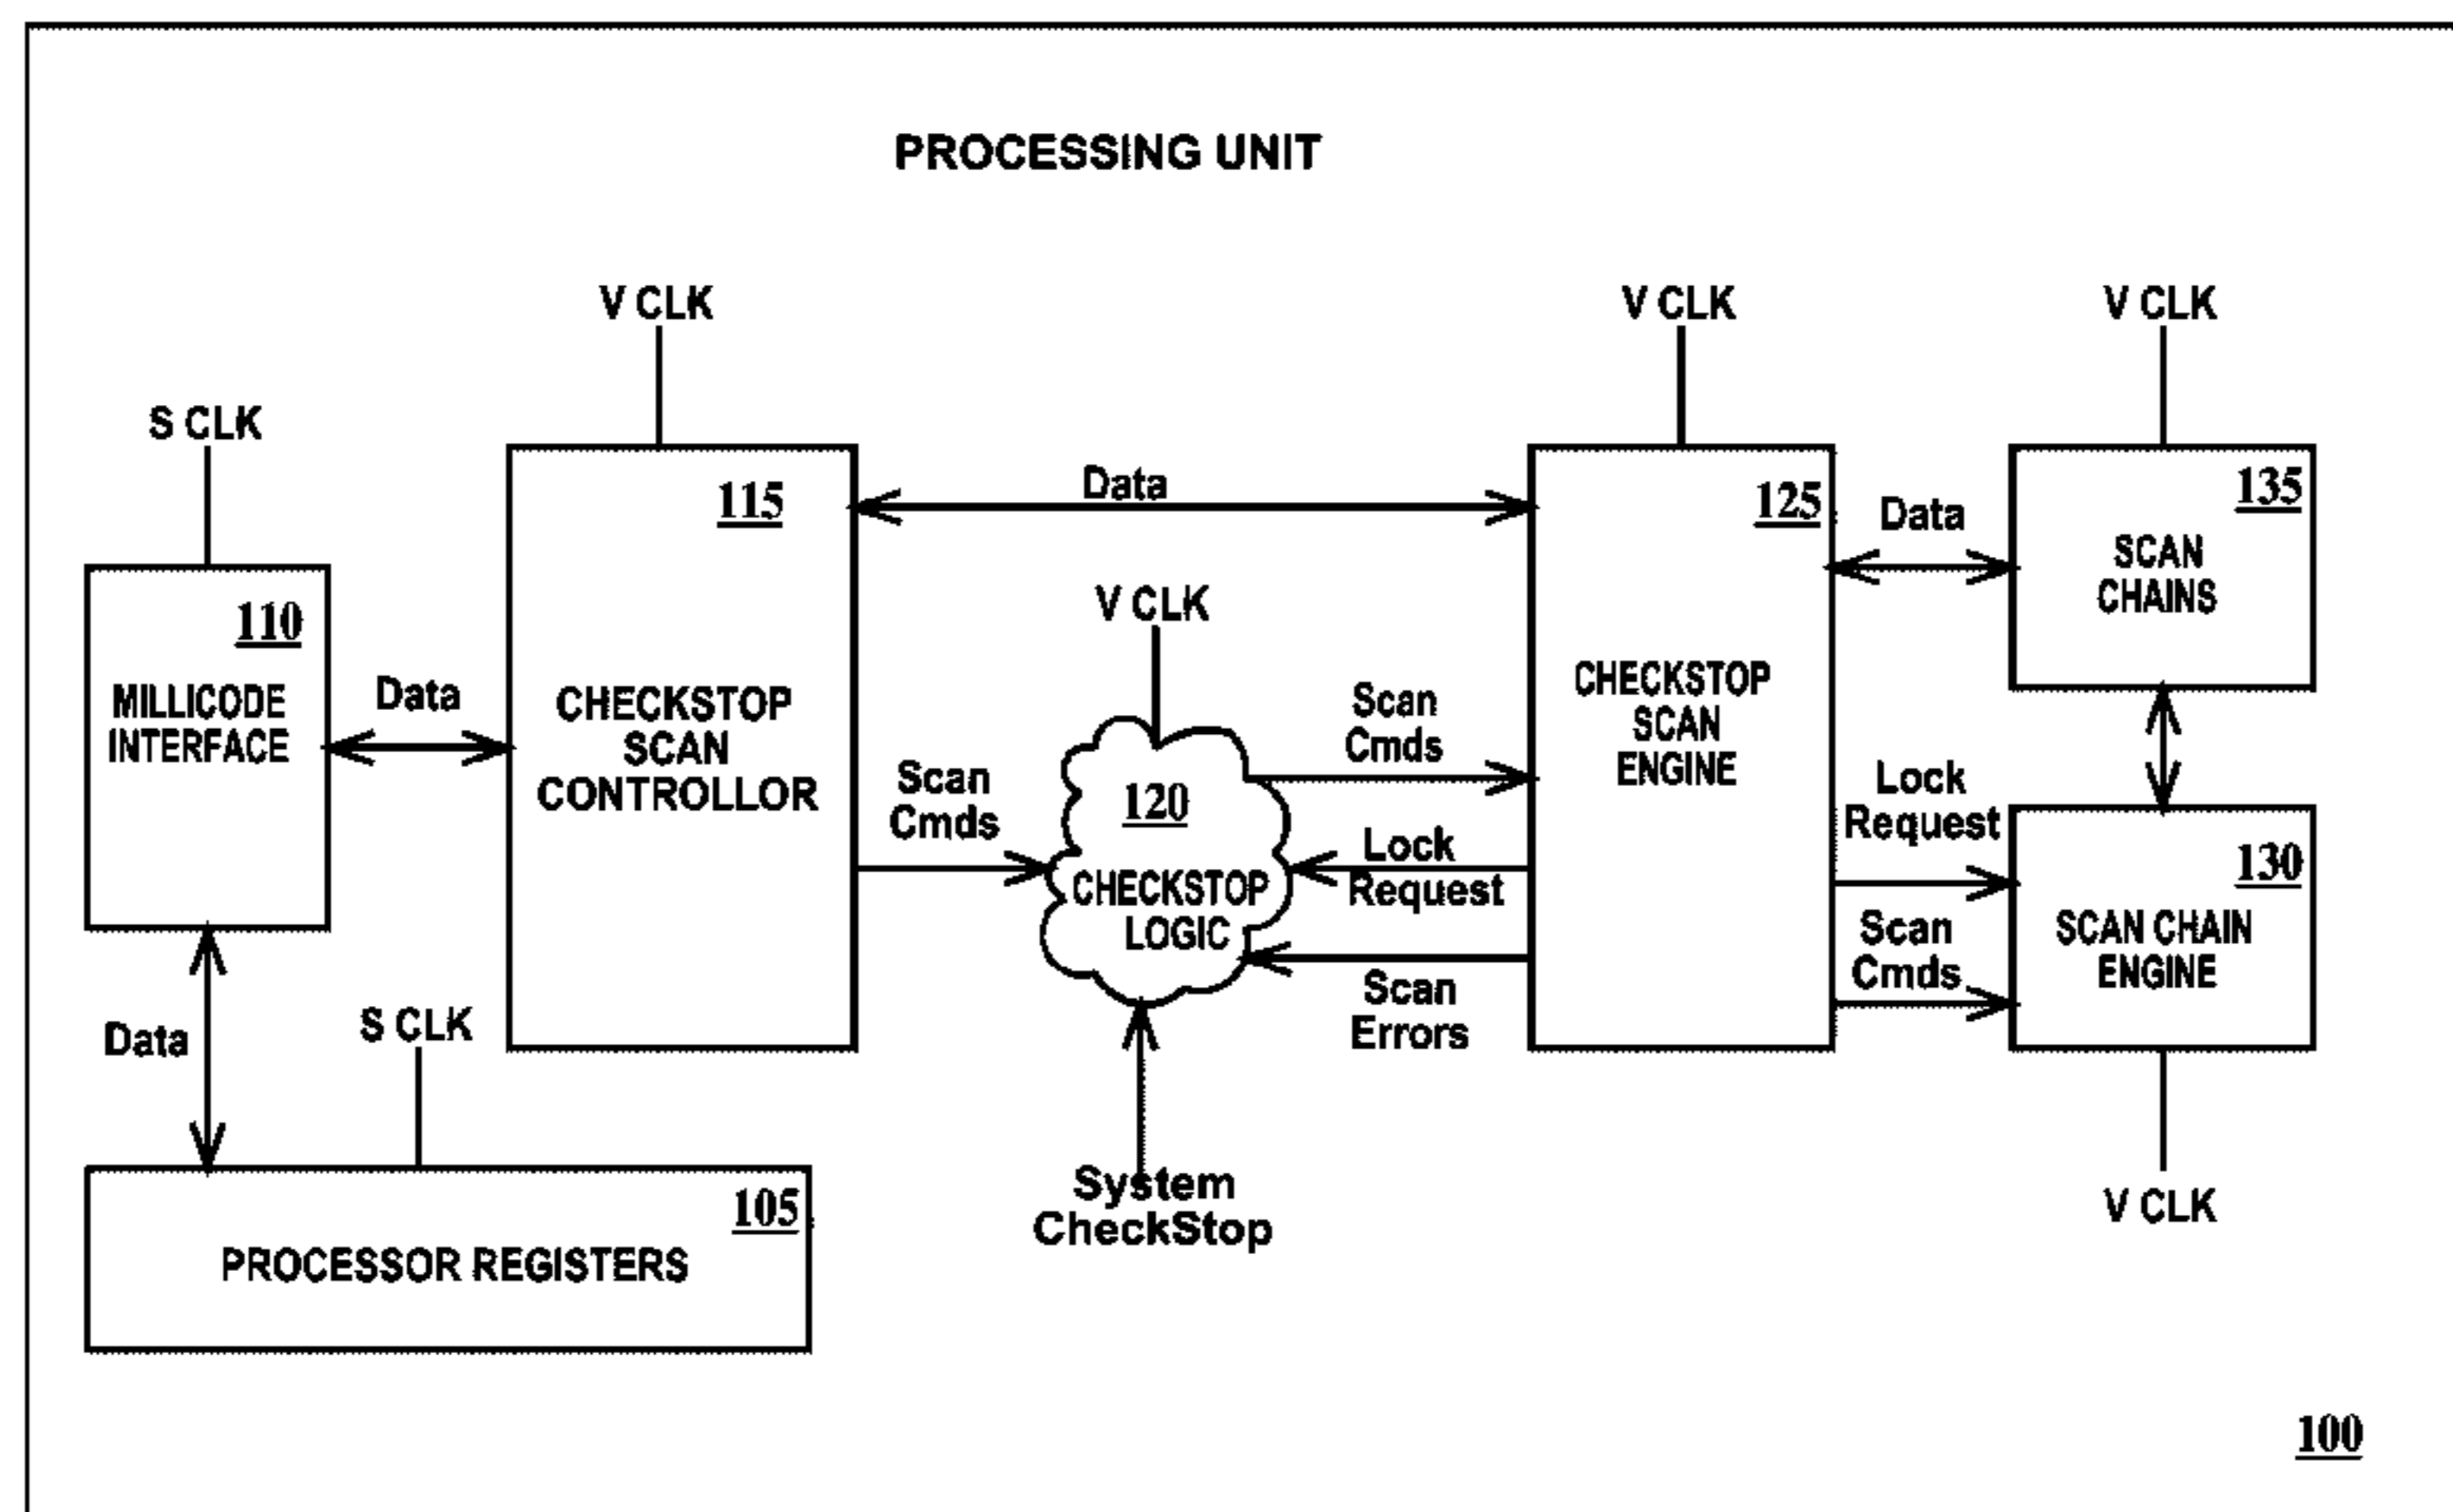 PROCESSING UNIT
V CLK
V CLK
V CLK
S CLK
115
Data
125
135
Data
SCAN
CHAINS
V CLK
110
MILLICODE
INTERFACE
Data
CHECKSTOP
SCAN
CONTROLLOR
Scan
Cmds
120
CHECKSTOP
LOGIC
Scan
Cmds
Lock
Request
Scan
Errors
CHECKSTOP
SCAN
ENGINE
Lock
Request
Scan
Cmds
130
SCAN CHAIN
ENGINE
Data
S CLK
System
CheckStop
V CLK
105
PROCESSOR REGISTERS
100